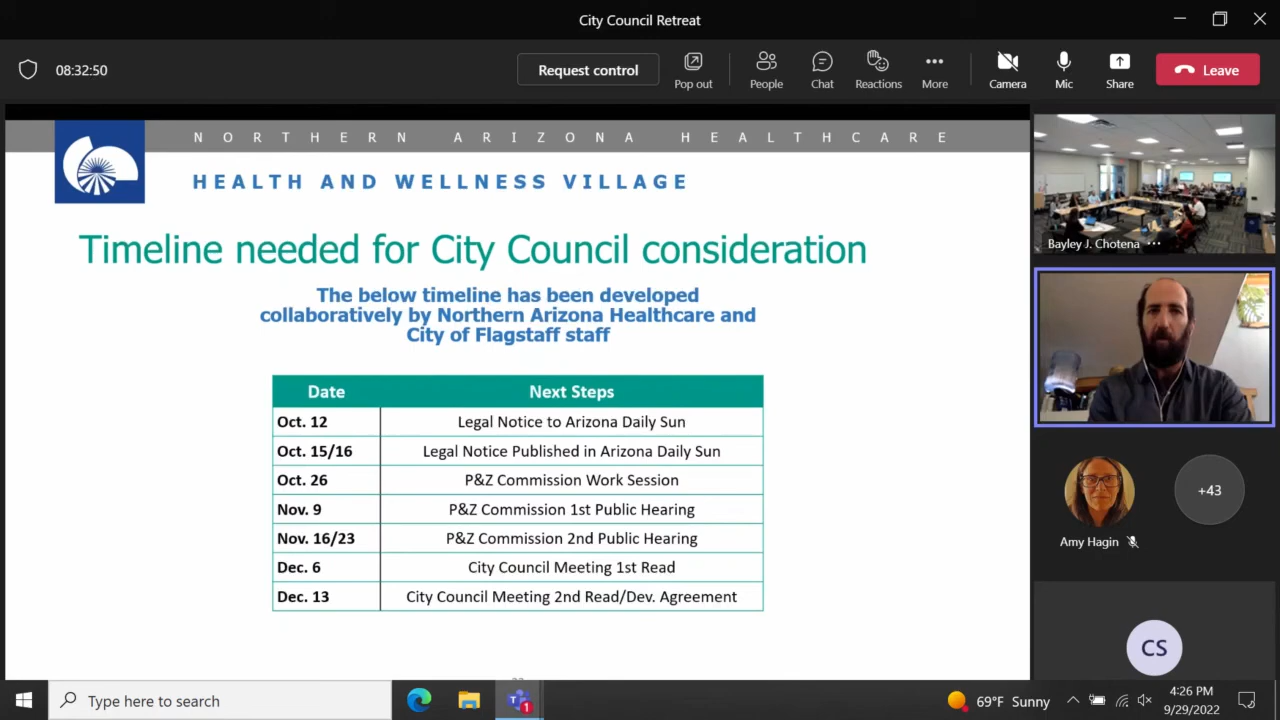 City Council Retreat
08:32:50
Request control
Pop out
People
Chat
Reactions
More
Camera
Mic
Share
Leave
NORTHERN ARIZONA HEALTHCARE
HEALTH AND WELLNESS VILLAGE
Timeline needed for City Council consideration
The below timeline has been developed
collaboratively by Northern Arizona Healthcare and
City of Flagstaff staff
Date Next Steps
Oct. 12 Legal Notice to Arizona Daily Sun
Oct. 15/16 Legal Notice Published in Arizona Daily Sun
Oct. 26 P&Z Commission Work Session
Nov. 9 P&Z Commission 1st Public Hearing
Nov. 16/23 P&Z Commission 2nd Public Hearing
Dec. 6 City Council Meeting 1st Read
Dec. 13 City Council Meeting 2nd Read/Dev. Agreement
Bayley J. Chotena
+43
Amy Hagin
CS
Type here to search
1
69°F Sunny
4:26 PM
9/29/2022